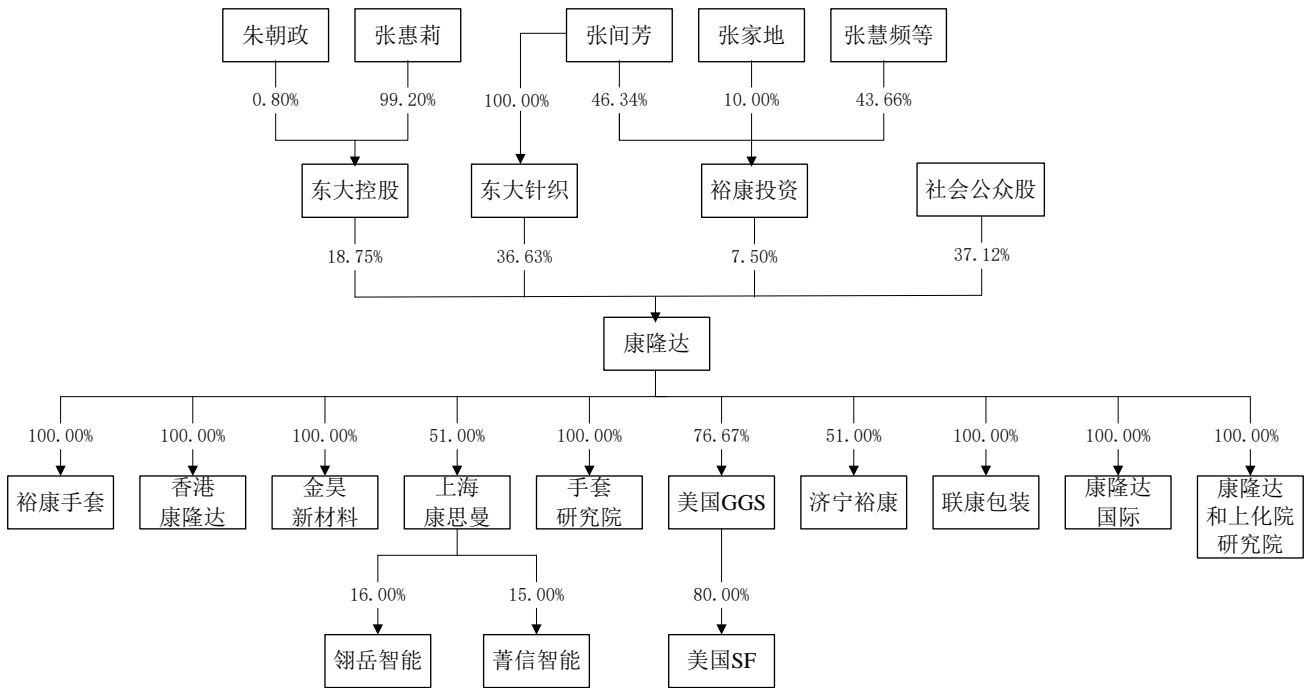 朱朝政
张惠莉
张间芳
张家地
张慧频等
0.80%
99.20%
100.00%
46.34%
10.00%
43.66%
东大控股
东大针织
裕康投资
社会公众股
18.75%
36.63%
7.50%
37.12%
康隆达
100.00%
100.00%
100.00%
51.00%
100.00%
76.67%
51.00%
100.00%
100.00%
100.00%
裕康手套
香港
康隆达
金昊
新材料
上海
康思曼
手套
研究院
美国GGS
济宁裕康
联康包装
康隆达
国际
康隆达
和上化院
研究院
16.00%
15.00%
80.00%
翎岳智能
菁信智能
美国SF